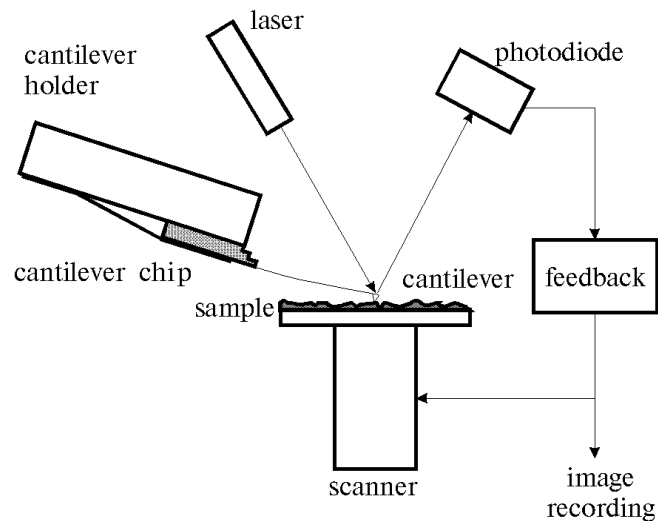 laser
photodiode
cantilever
holder
cantilever chip
cantilever
feedback
sample
scanner
image
recording